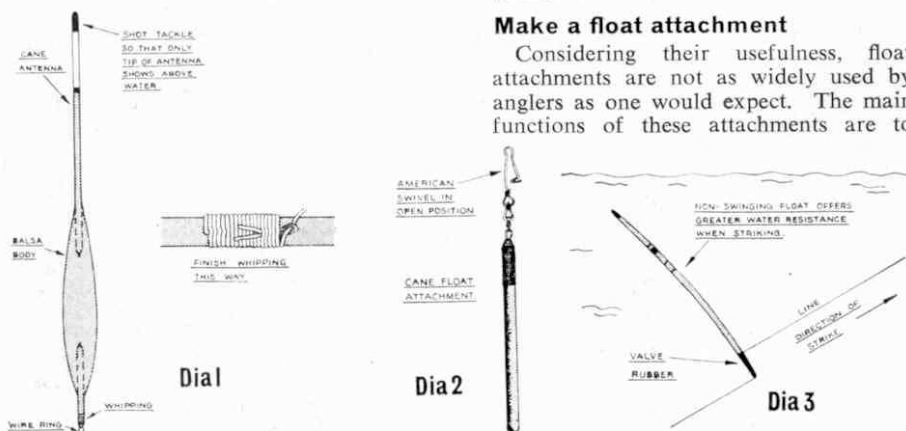 Make a float attachment
Considering their usefulness, float
attachments are not as widely used by
anglers as one would expect. The main
functions of these attachments are to
SHOT TACKLE
SO THAT ONLY
TIP OF ANTENNA
SHOWS ABOVE
WATER
CANE
ANTENNA
BALSA
BODY
FINISH WHIPPING
THIS WAY
Dia 1
WHIPPING
WIRE RING
AMERICAN
SWIVEL IN
OPEN POSITION
CANE FLOAT
ATTACHMENT
Dia 2
NON-SWINGING FLOAT OFFERS
GREATER WATER RESISTANCE
WHEN STRIKING.
LINE
DIRECTION OF
STRIKE
VALVE
RUBBER
Dia 3